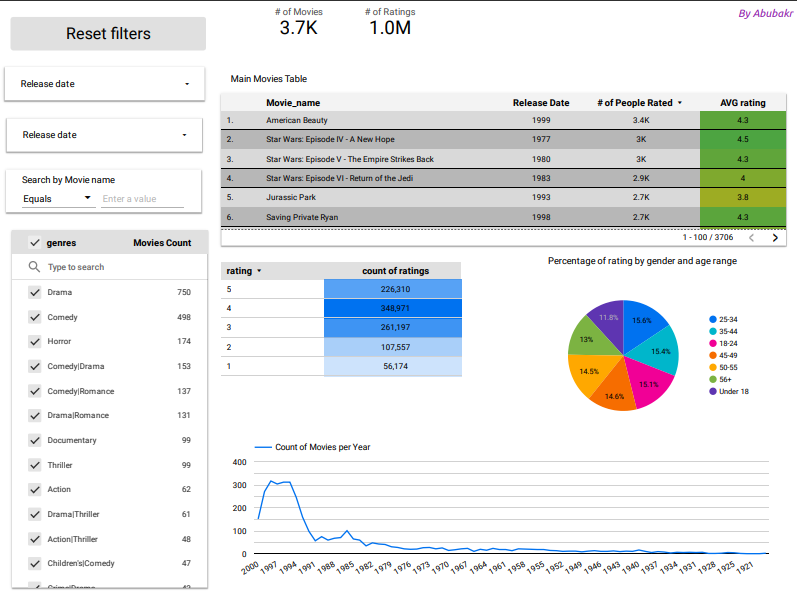 # of Movies
3.7K
# of Ratings
1.0M
By Abubakr
Reset filters
Release date
Release date
Search by Movie name
Equals
Enter a value
genres Movies Count
Type to search
Drama 750
Comedy 498
Horror 174
Comedy|Drama 153
Comedy|Romance 137
Drama|Romance 131
Documentary 99
Thriller 99
Action 62
Drama|Thriller 61
Action|Thriller 48
Children's|Comedy 47
Crime|Drama 42
Main Movies Table
Movie_name Release Date # of People Rated AVG rating
1. American Beauty 1999 3.4K 4.3
2. Star Wars: Episode IV - A New Hope 1977 3K 4.5
3. Star Wars: Episode V - The Empire Strikes Back 1980 3K 4.3
4. Star Wars: Episode VI - Return of the Jedi 1983 2.9K 4
5. Jurassic Park 1993 2.7K 3.8
6. Saving Private Ryan 1998 2.7K 4.3
1 - 100 / 3706
rating count of ratings
5 226,310
4 348,971
3 261,197
2 107,557
1 56,174
Percentage of rating by gender and age range
15.6%
15.4%
15.1%
14.6%
14.5%
13%
11.8%
25-34
35-44
18-24
45-49
50-55
56+
Under 18
Count of Movies per Year
400
300
200
100
0
2000 1997 1994 1991 1988 1985 1982 1979 1976 1973 1970 1967 1964 1961 1958 1955 1952 1949 1946 1943 1940 1937 1934 1931 1928 1925 1921